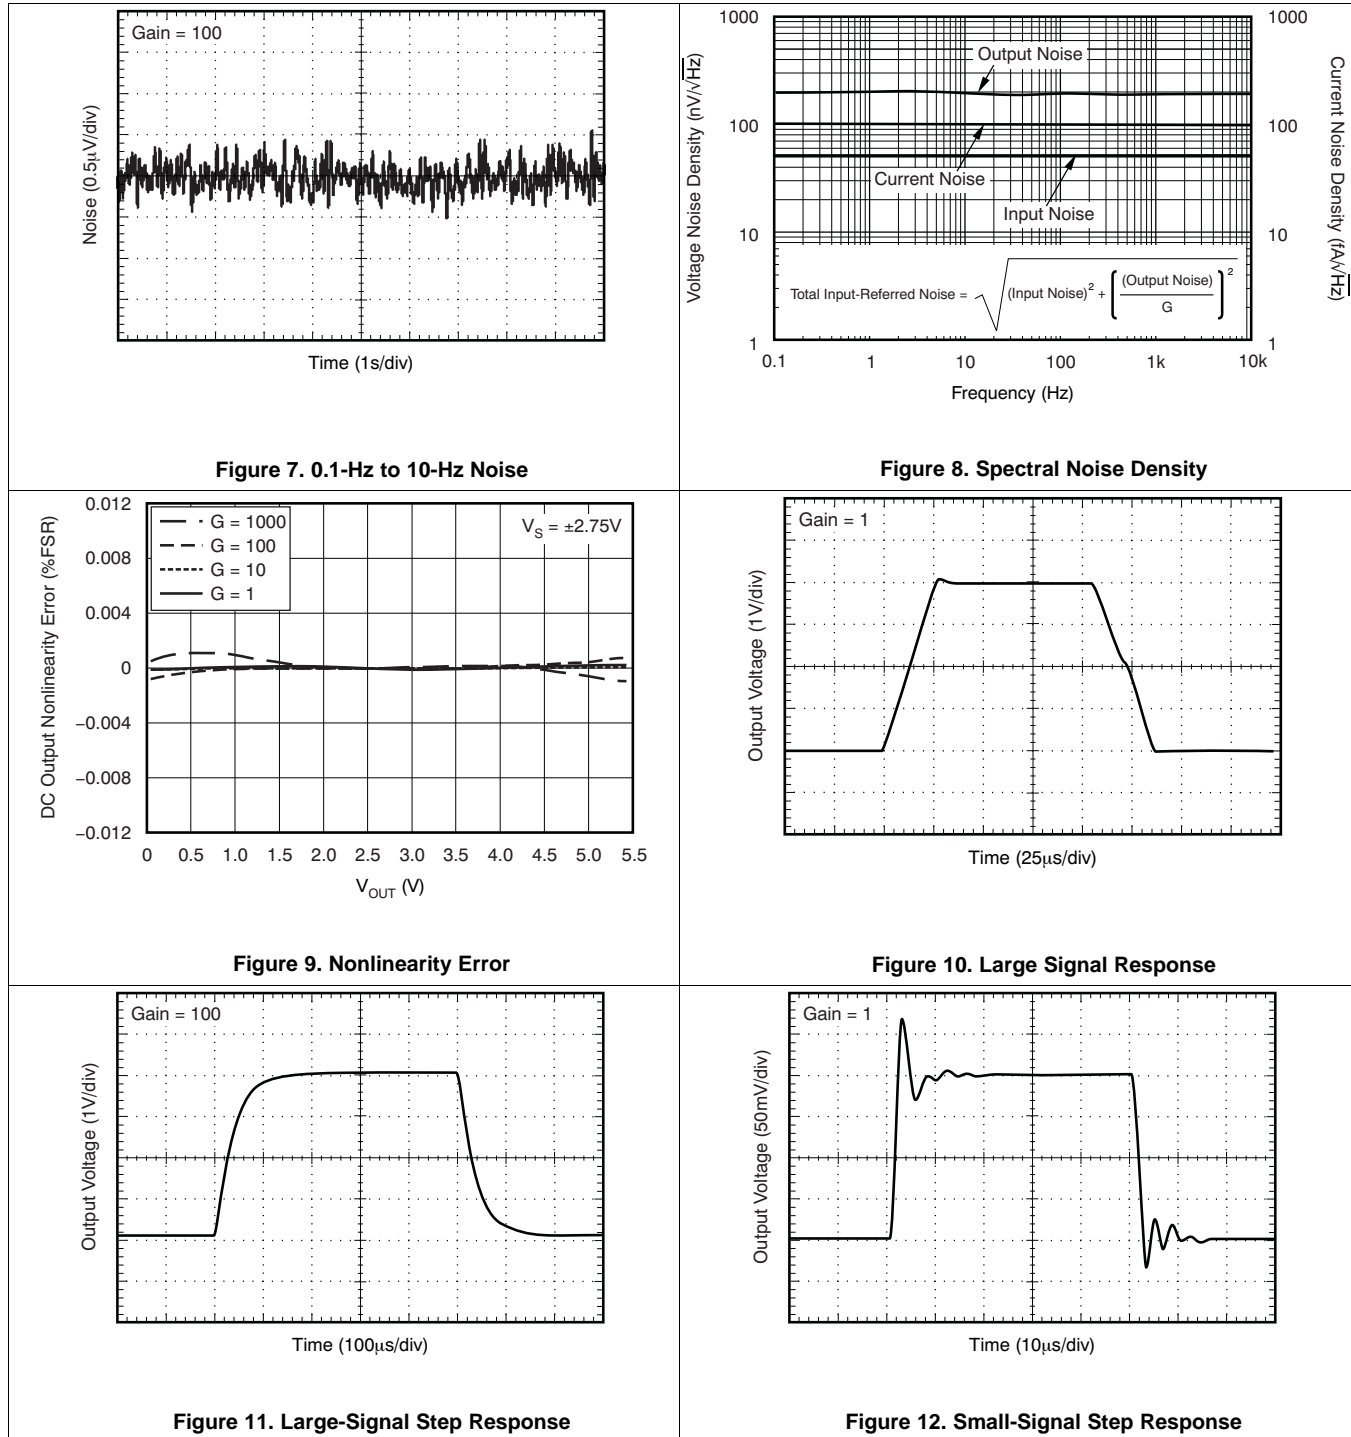 Gain = 100
Noise (0.5µV/div)
Time (1s/div)
Figure 7. 0.1-Hz to 10-Hz Noise
1000
100
10
1
Voltage Noise Density (nV/√Hz)
Output Noise
Current Noise
Input Noise
Total Input-Referred Noise = √ (Input Noise)² + [ (Output Noise) / G ]²
1000
100
10
1
Current Noise Density (fA/√Hz)
0.1 1 10 100 1k 10k
Frequency (Hz)
Figure 8. Spectral Noise Density
DC Output Nonlinearity Error (%FSR)
0.012
0.008
0.004
0
−0.004
−0.008
−0.012
G = 1000
G = 100
G = 10
G = 1
VS = ±2.75V
0 0.5 1.0 1.5 2.0 2.5 3.0 3.5 4.0 4.5 5.0 5.5
VOUT (V)
Figure 9. Nonlinearity Error
Gain = 1
Output Voltage (1V/div)
Time (25µs/div)
Figure 10. Large Signal Response
Gain = 100
Output Voltage (1V/div)
Time (100µs/div)
Figure 11. Large-Signal Step Response
Gain = 1
Output Voltage (50mV/div)
Time (10µs/div)
Figure 12. Small-Signal Step Response